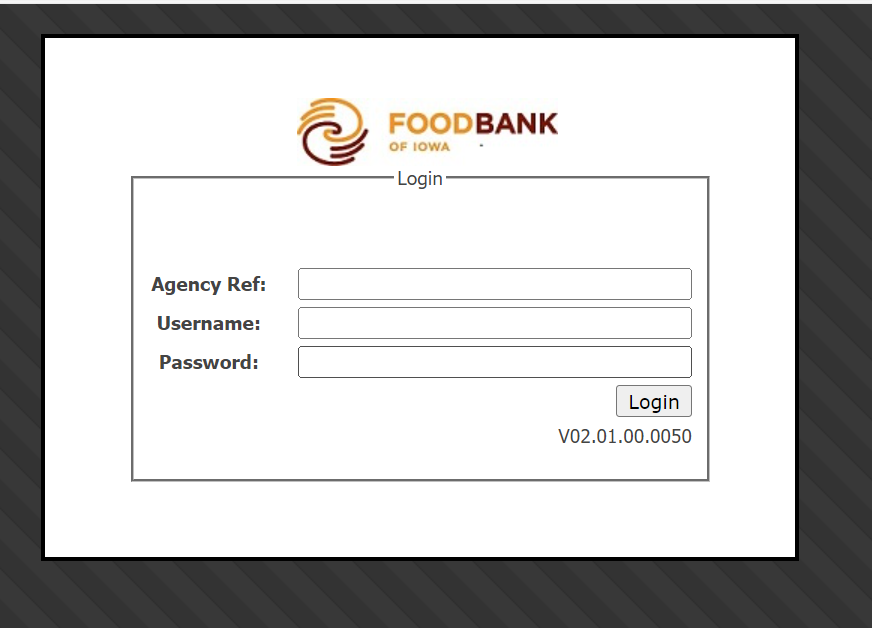 FOODBANK
OF IOWA
Login
Agency Ref:
Username:
Password:
Login
V02.01.00.0050